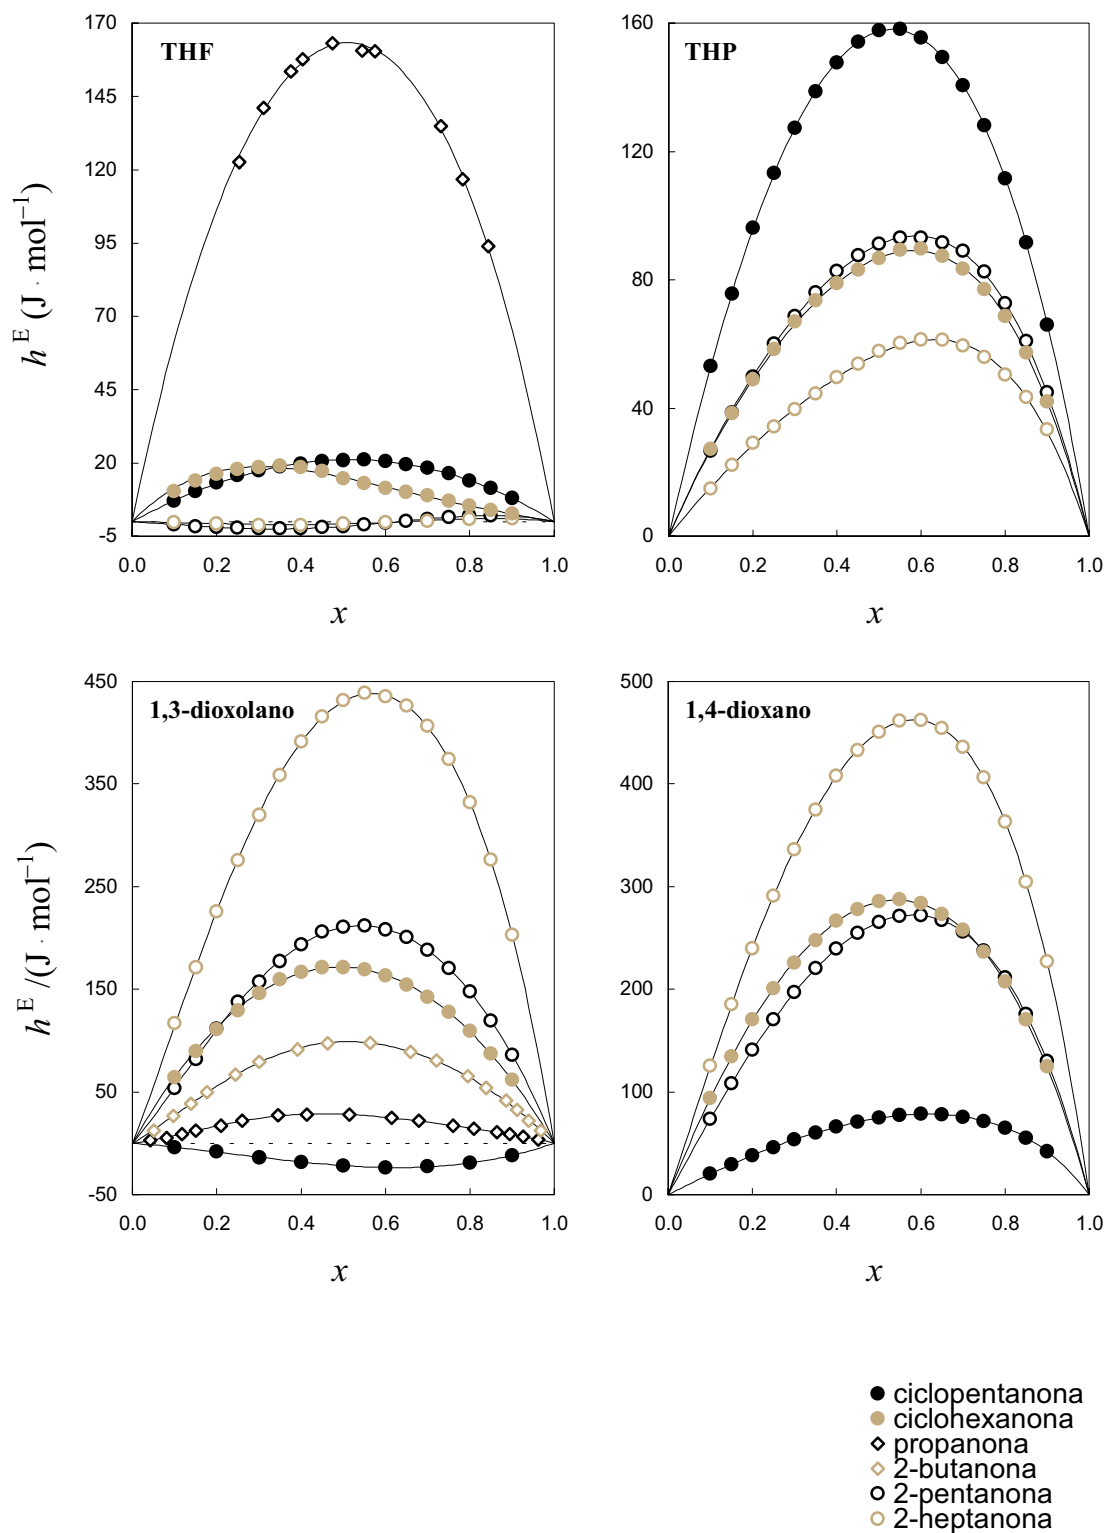 THF
170
145
120
95
70
45
20
-5
0.0 0.2 0.4 0.6 0.8 1.0
x
h E (J · mol–1)
THP
160
120
80
40
0
0.0 0.2 0.4 0.6 0.8 1.0
x
1,3-dioxolano
450
350
250
150
50
-50
0.0 0.2 0.4 0.6 0.8 1.0
x
h E /(J · mol–1)
1,4-dioxano
500
400
300
200
100
0
0.0 0.2 0.4 0.6 0.8 1.0
x
ciclopentanona
ciclohexanona
propanona
2-butanona
2-pentanona
2-heptanona